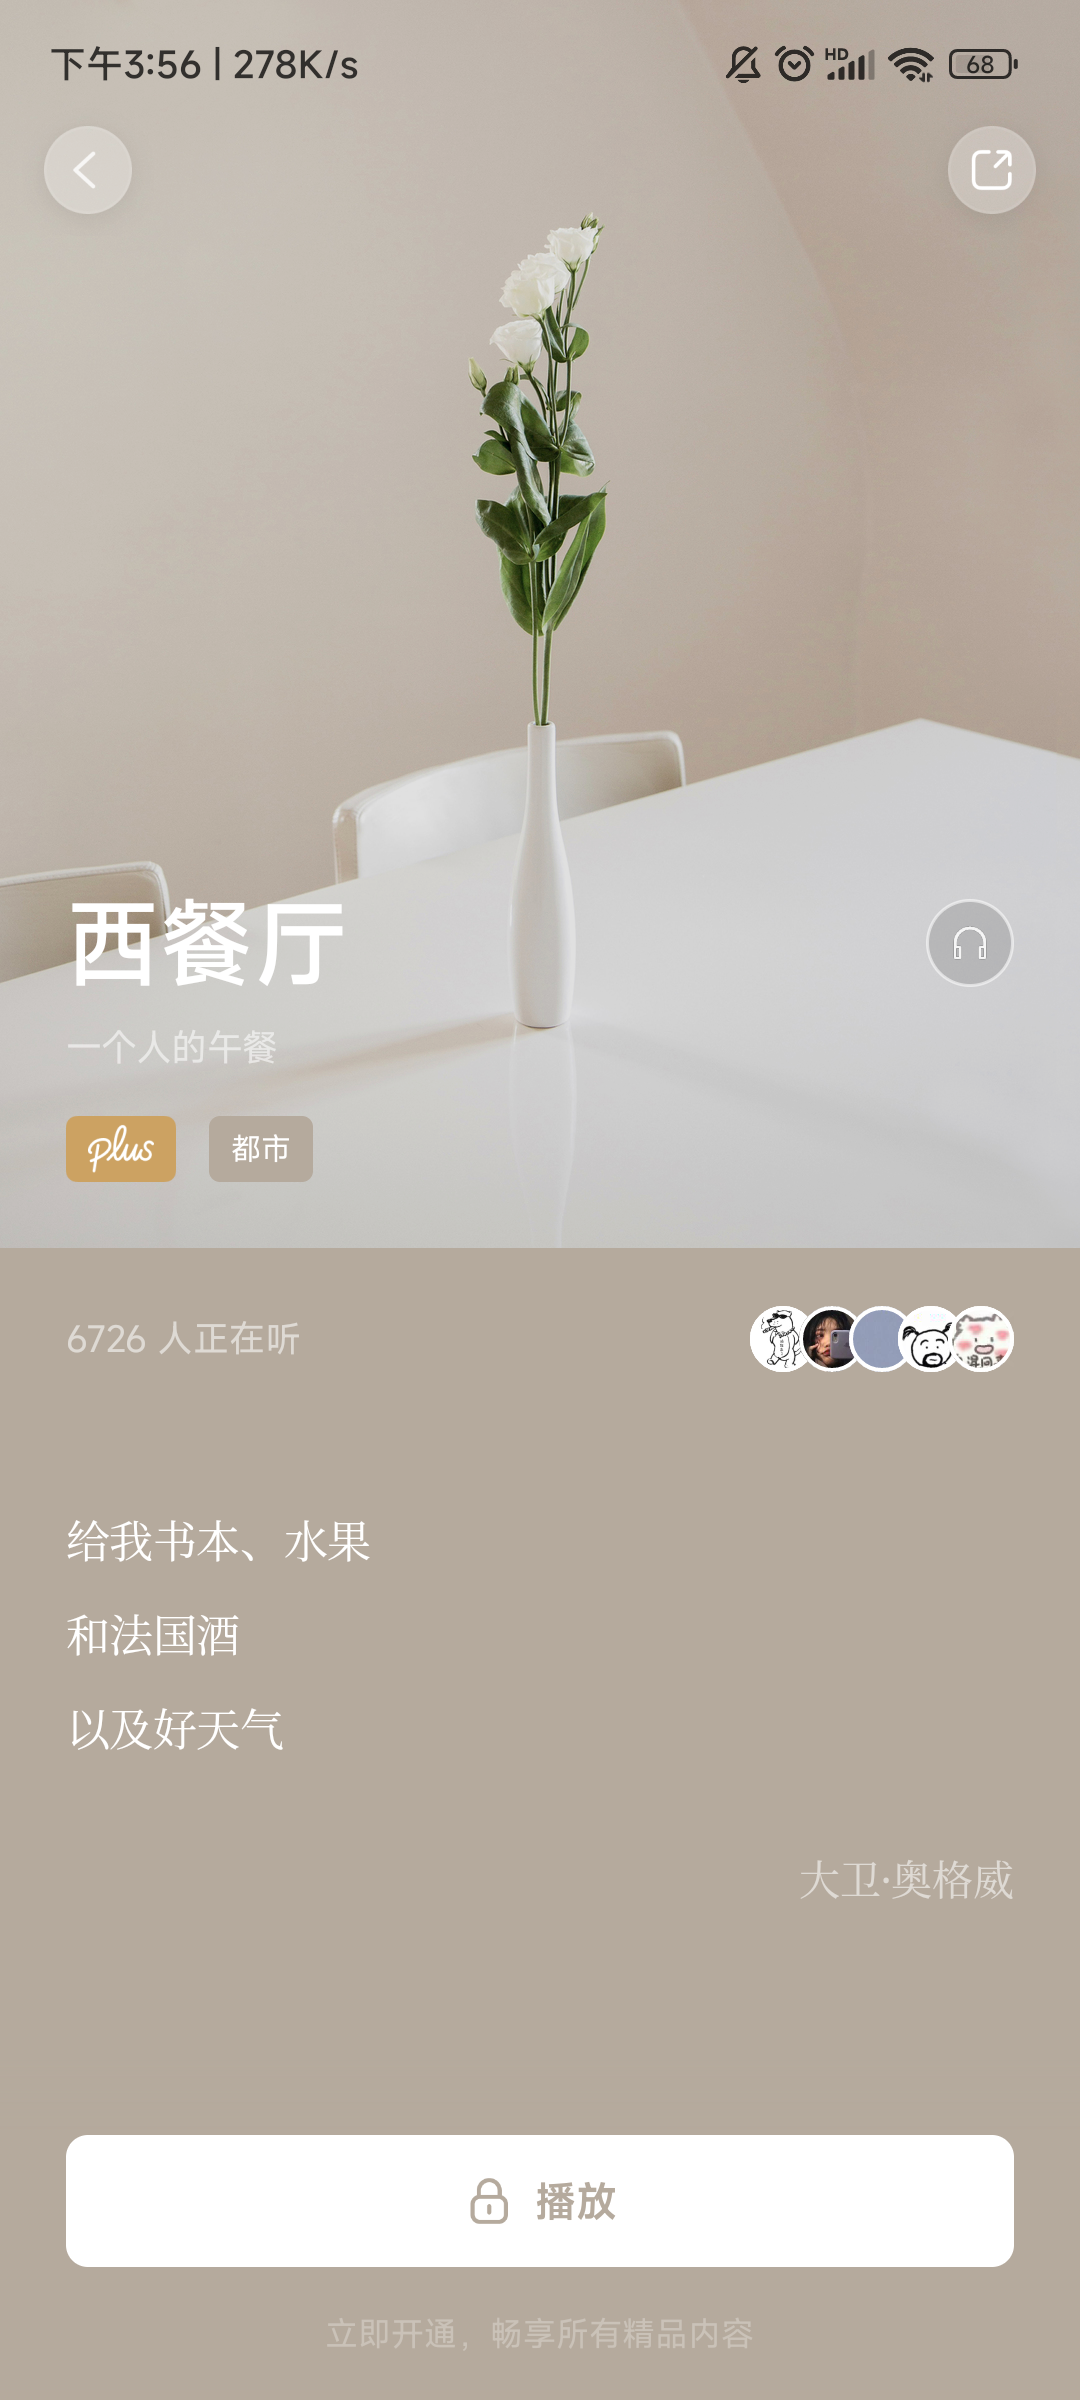 下午3:56 | 278K/s
HD
68
西餐厅
一个人的午餐
plus
都市
6726 人正在听
给我书本、水果
和法国酒
以及好天气
大卫·奥格威
播放
立即开通，畅享所有精品内容